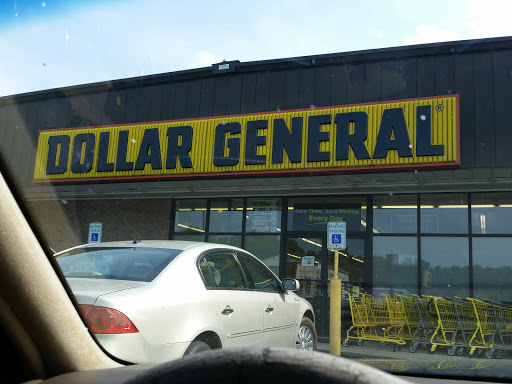 DOLLAR GENERAL®
Save Time. Save Money.
Every Day